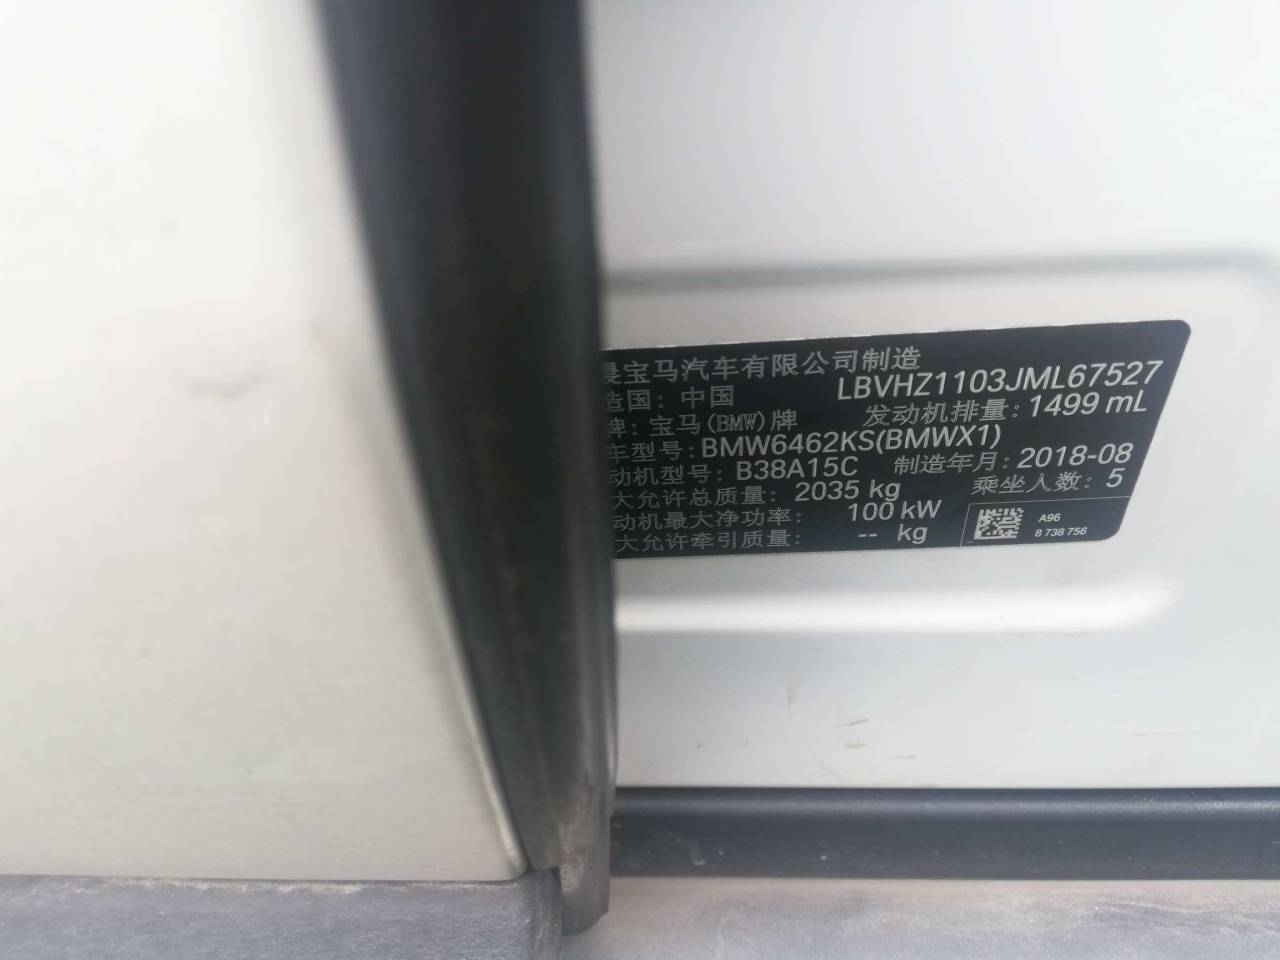 宝马汽车有限公司制造
LBVHZ1103JML67527
造国: 中国
牌: 宝马(BMW)牌 发动机排量: 1499 mL
车型号: BMW6462KS(BMWX1)
动机型号: B38A15C 制造年月: 2018-08
大允许总质量: 2035 kg 乘坐人数: 5
动机最大净功率: 100 kW
大允许牵引质量: -- kg
A96
8 738 756